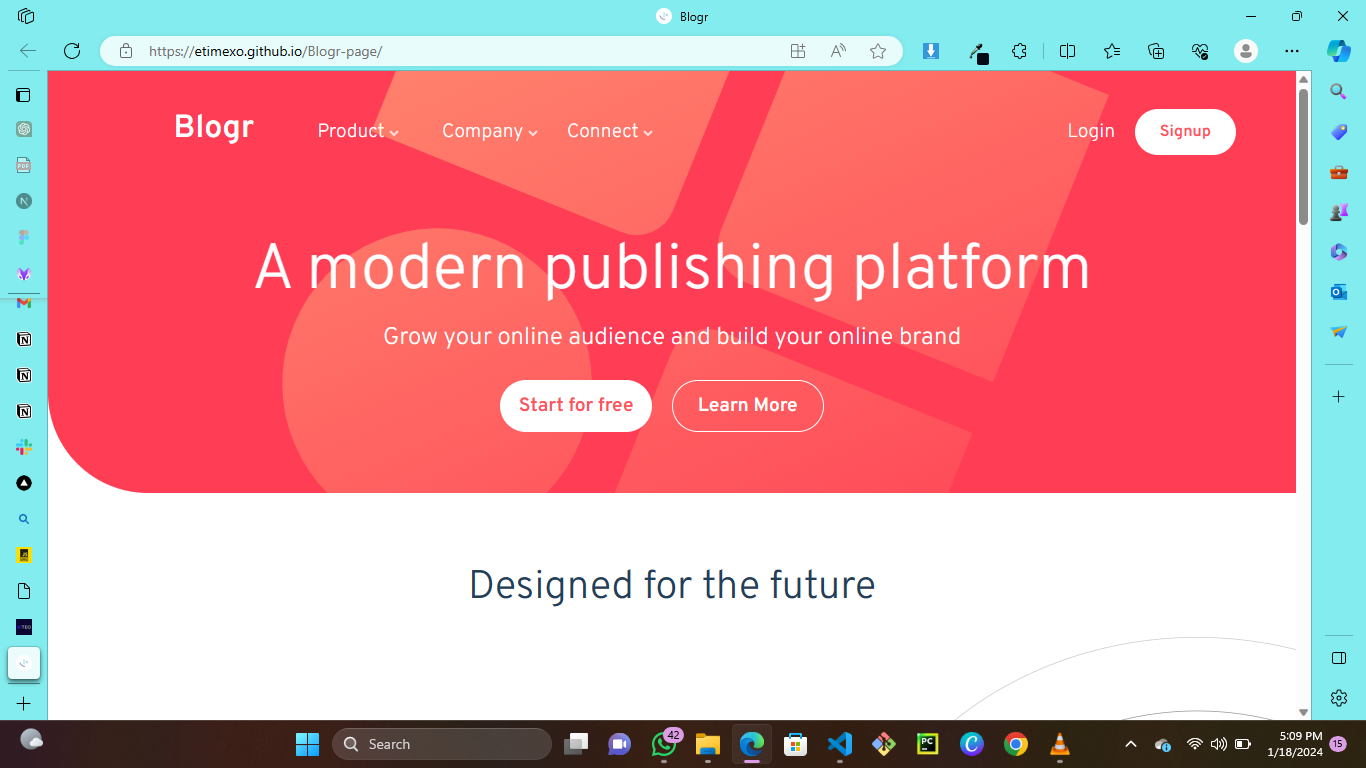 Blogr
https://etimexo.github.io/Blogr-page/
Blogr
Product
Company
Connect
Login
Signup
A modern publishing platform
Grow your online audience and build your online brand
Start for free
Learn More
Designed for the future
Search
42
5:09 PM
1/18/2024
15